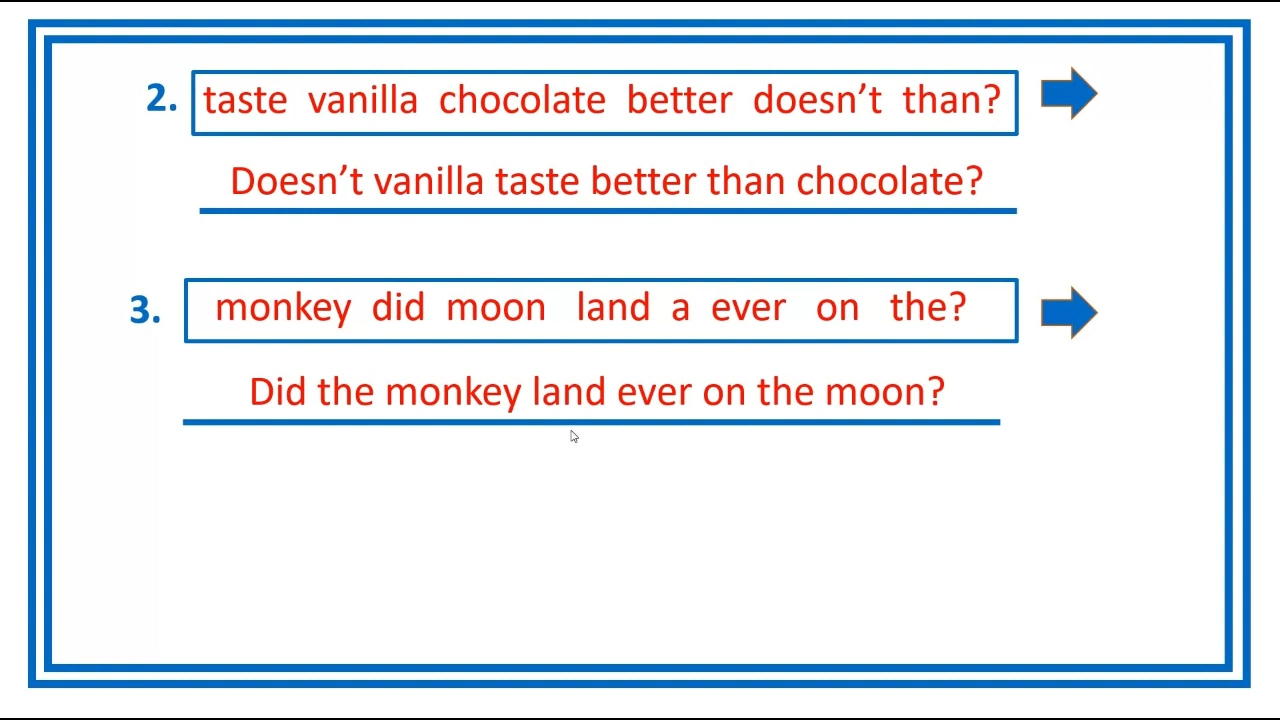 2. taste vanilla chocolate better doesn’t than?
Doesn’t vanilla taste better than chocolate?
3. monkey did moon land a ever on the?
Did the monkey land ever on the moon?